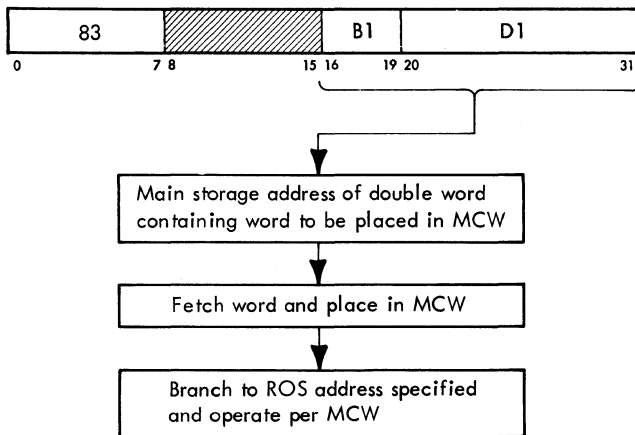 83 B1 D1
0 7 8 15 16 19 20 31
Main storage address of double word
containing word to be placed in MCW
Fetch word and place in MCW
Branch to ROS address specified
and operate per MCW